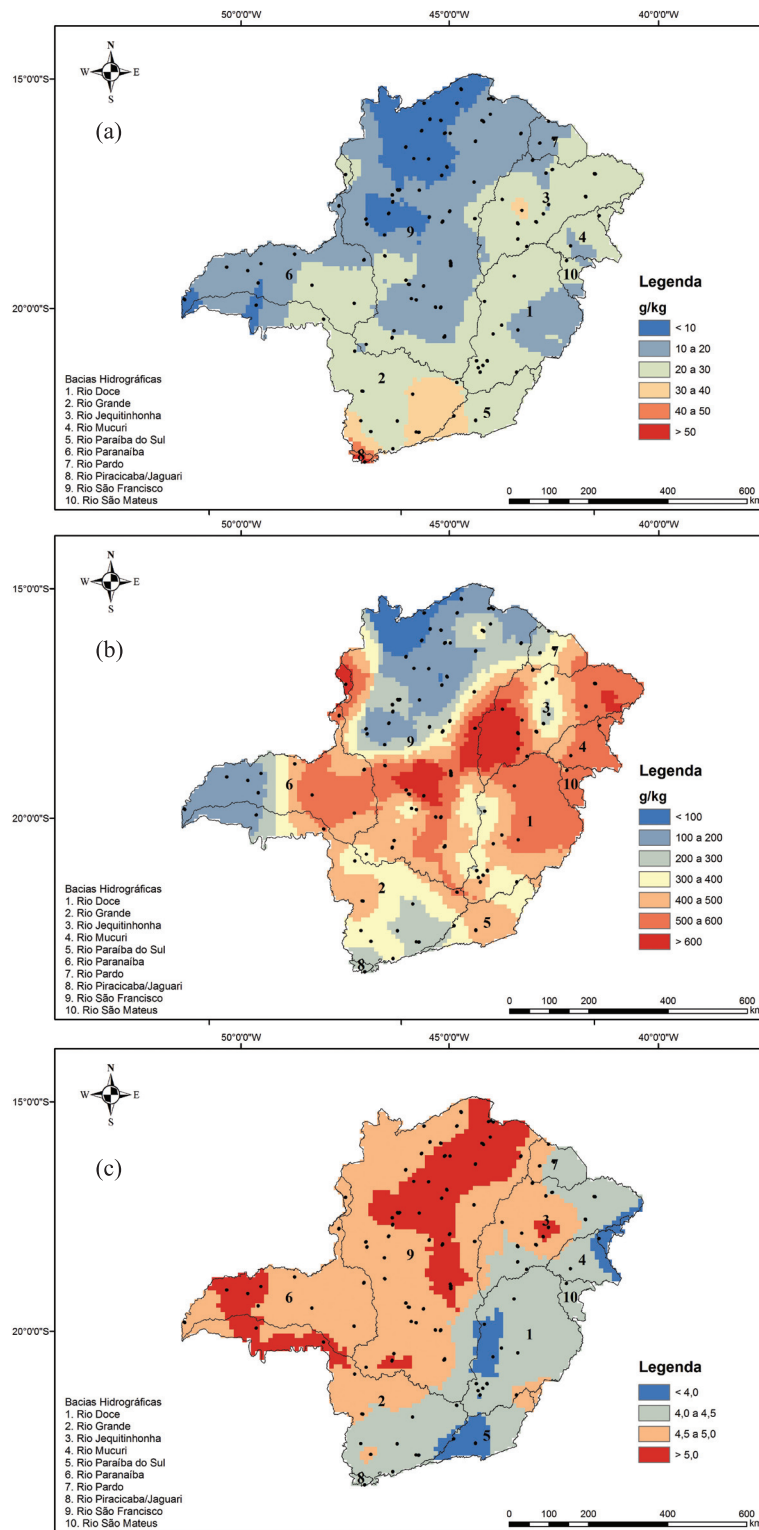 50°0'0"W 45°0'0"W 40°0'0"W
N
W E
S
15°0'0"S
(a)
7
3
9
4
6
10
20°0'0"S
1
Legenda
g/kg
< 10
10 a 20
20 a 30
30 a 40
40 a 50
> 50
2
5
8
Bacias Hidrográficas
1. Rio Doce
2. Rio Grande
3. Rio Jequitinhonha
4. Rio Mucuri
5. Rio Paraíba do Sul
6. Rio Paranaíba
7. Rio Pardo
8. Rio Piracicaba/Jaguari
9. Rio São Francisco
10. Rio São Mateus
0 100 200 400 600
km
50°0'0"W 45°0'0"W 40°0'0"W
N
W E
S
15°0'0"S
(b)
7
3
9
4
6
10
20°0'0"S
1
Legenda
g/kg
< 100
100 a 200
200 a 300
300 a 400
400 a 500
500 a 600
> 600
2
5
8
Bacias Hidrográficas
1. Rio Doce
2. Rio Grande
3. Rio Jequitinhonha
4. Rio Mucuri
5. Rio Paraíba do Sul
6. Rio Paranaíba
7. Rio Pardo
8. Rio Piracicaba/Jaguari
9. Rio São Francisco
10. Rio São Mateus
0 100 200 400 600
km
50°0'0"W 45°0'0"W 40°0'0"W
N
W E
S
15°0'0"S
(c)
7
3
9
4
6
10
20°0'0"S
1
Legenda
< 4,0
4,0 a 4,5
4,5 a 5,0
> 5,0
2
5
8
Bacias Hidrográficas
1. Rio Doce
2. Rio Grande
3. Rio Jequitinhonha
4. Rio Mucuri
5. Rio Paraíba do Sul
6. Rio Paranaíba
7. Rio Pardo
8. Rio Piracicaba/Jaguari
9. Rio São Francisco
10. Rio São Mateus
0 100 200 400 600
km